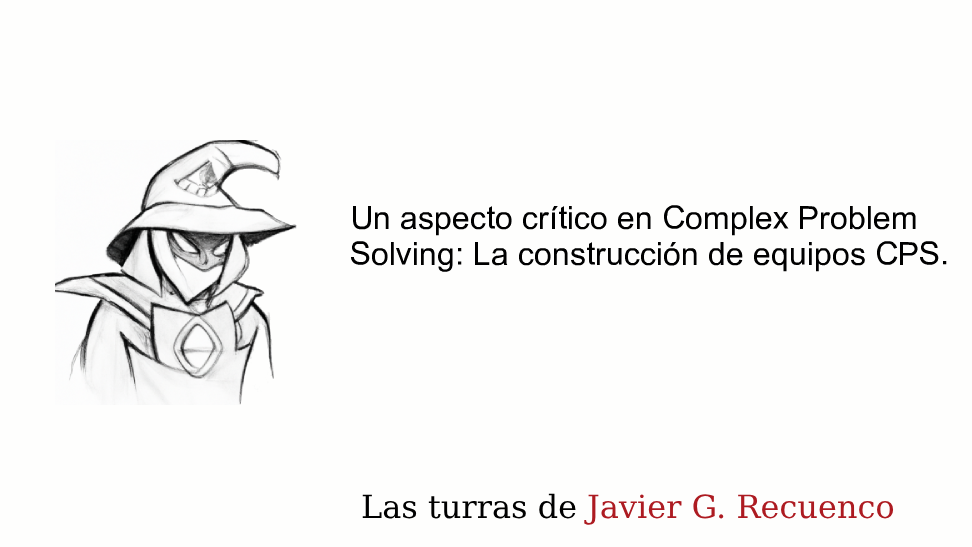 Un aspecto crítico en Complex Problem
Solving: La construcción de equipos CPS.
Las turras de Javier G. Recuenco